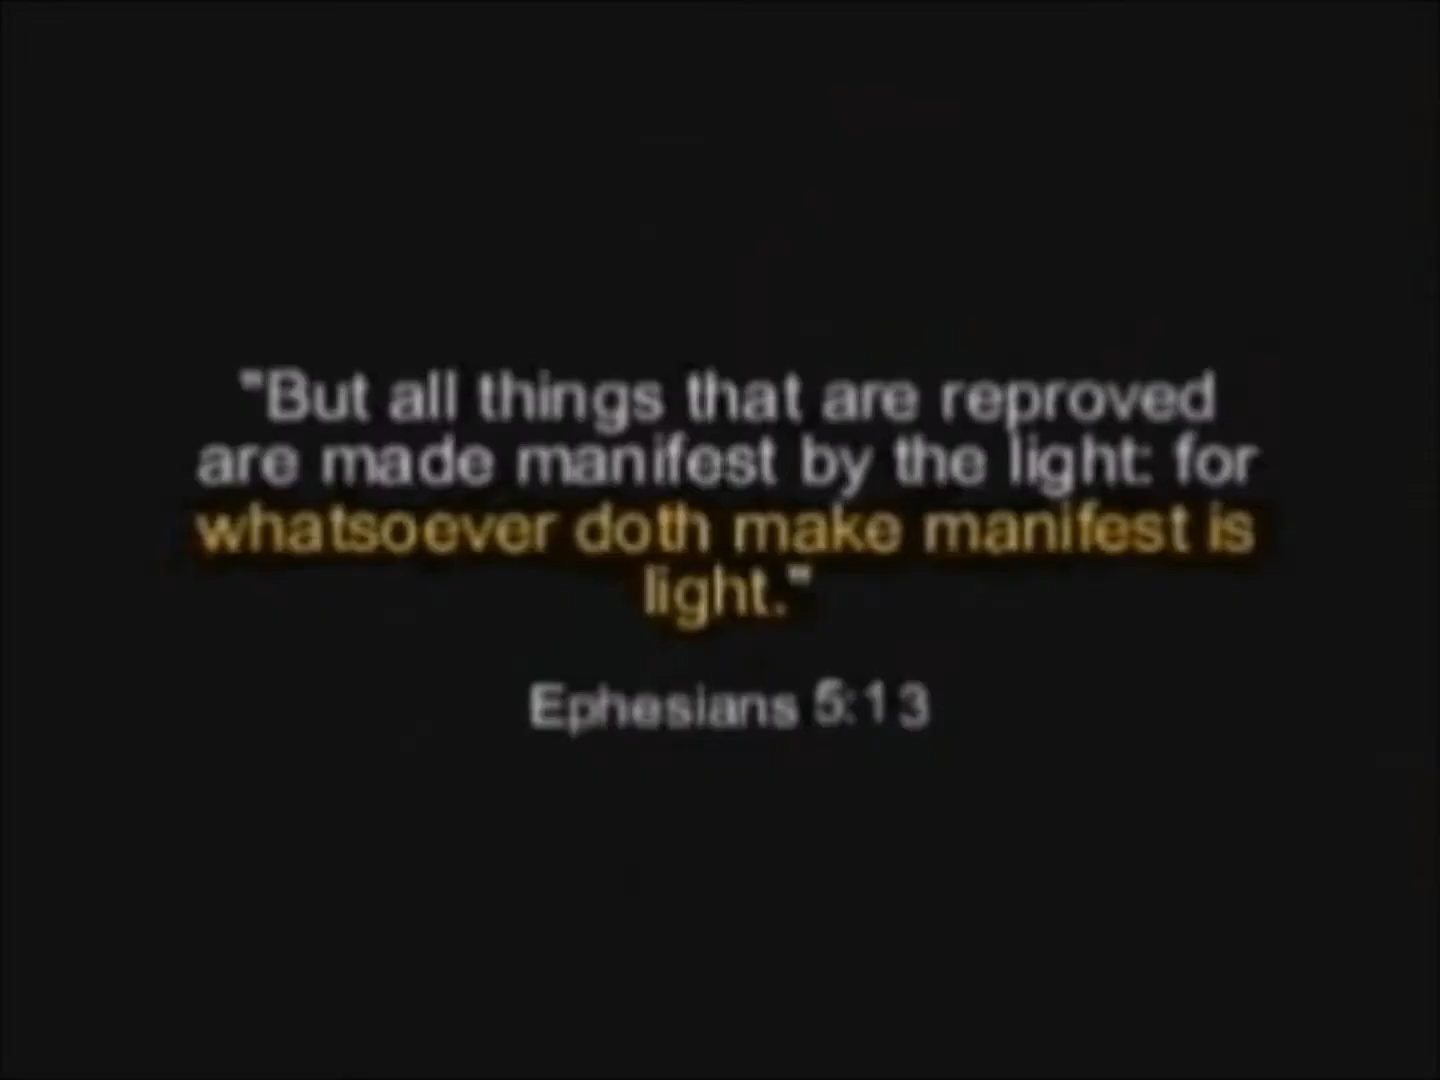 "But all things that are reproved
are made manifest by the light: for
whatsoever doth make manifest is
light."
Ephesians 5:13